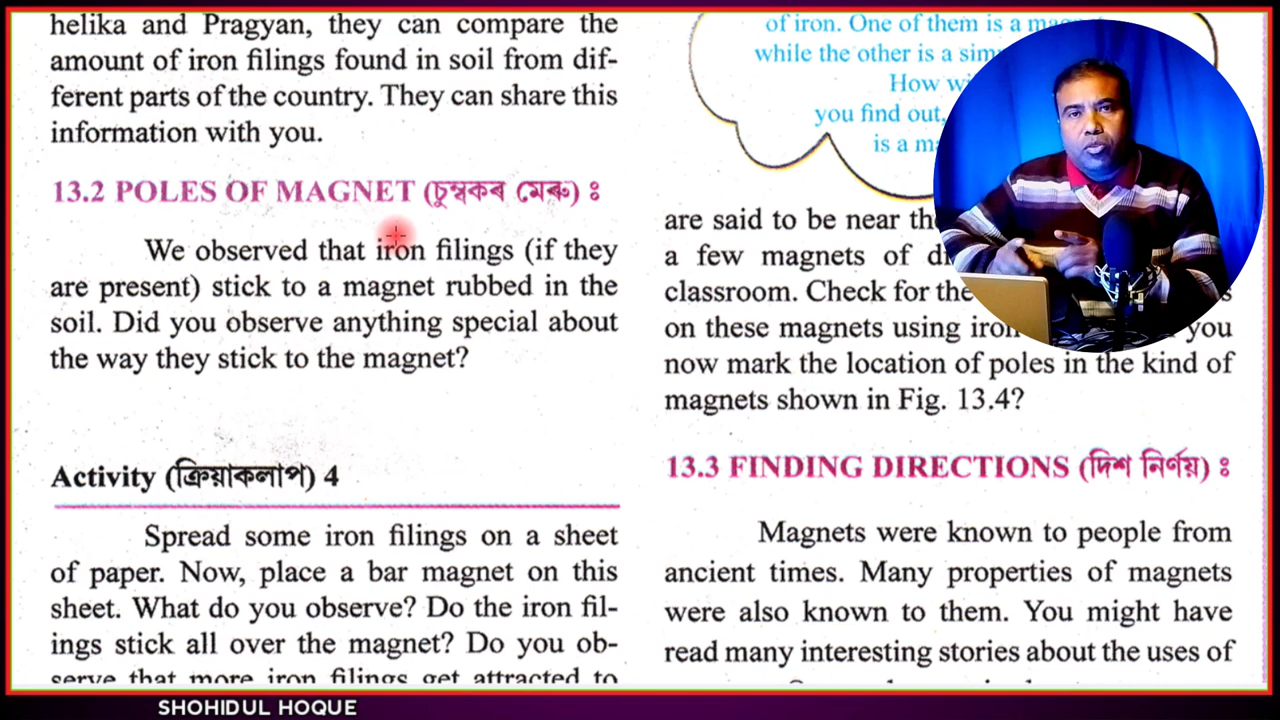 helika and Pragyan, they can compare the
amount of iron filings found in soil from dif-
ferent parts of the country. They can share this
information with you.
13.2 POLES OF MAGNET (চুম্বকৰ মেৰু) ঃ
We observed that iron filings (if they
are present) stick to a magnet rubbed in the
soil. Did you observe anything special about
the way they stick to the magnet?
Activity (ক্ৰিয়াকলাপ) 4
Spread some iron filings on a sheet
of paper. Now, place a bar magnet on this
sheet. What do you observe? Do the iron fil-
ings stick all over the magnet? Do you ob-
serve that more iron filings get attracted to
of iron. One of them is a
while the other is a
How
you find out,
is a
are said to be near
a few magnets of
classroom. Check for
on these magnets using you
now mark the location of poles in the kind of
magnets shown in Fig. 13.4?
13.3 FINDING DIRECTIONS (দিশ নিৰ্ণয়) ঃ
Magnets were known to people from
ancient times. Many properties of magnets
were also known to them. You might have
read many interesting stories about the uses of
SHOHIDUL HOQUE